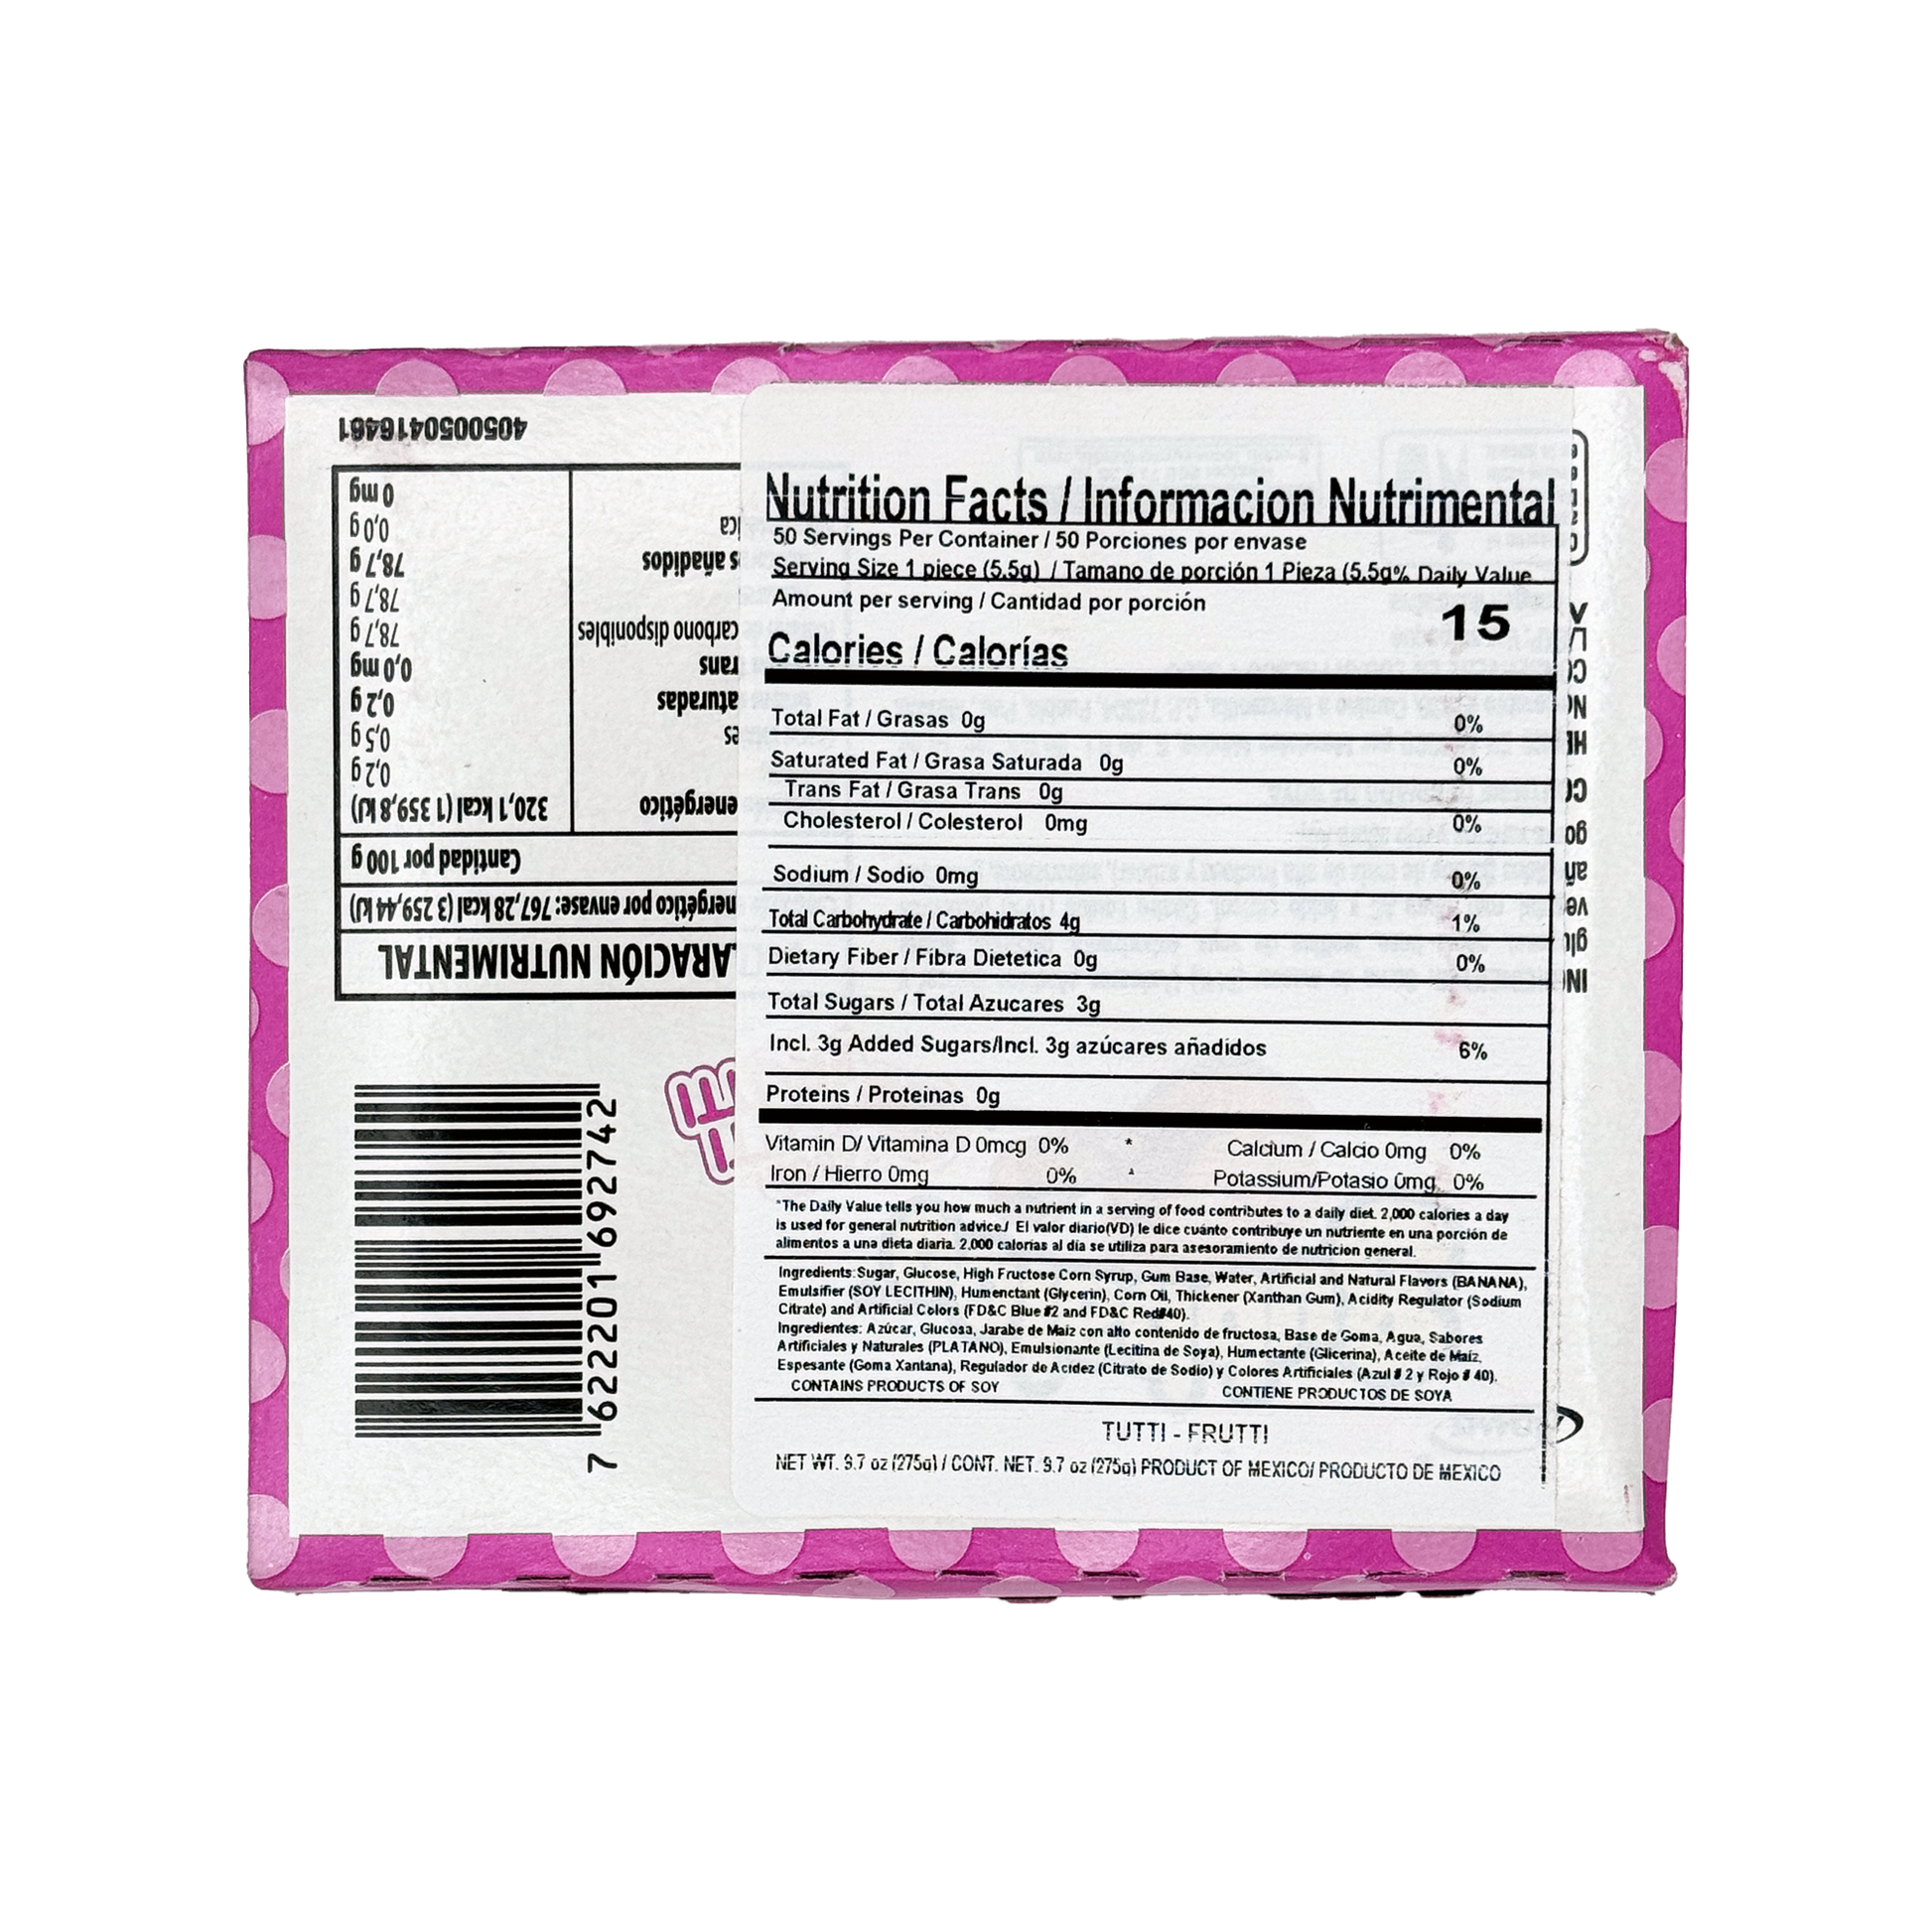 Nutrition Facts / Informacion Nutrimental
50 Servings Per Container / 50 Porciones por envase
Serving Size 1 piece (5.5g) / Tamano de porción 1 Pieza (5.5g% Daily Value
Amount per serving / Cantidad por porción
15
Calories / Calorías
Total Fat / Grasas 0g 0%
Saturated Fat / Grasa Saturada 0g 0%
Trans Fat / Grasa Trans 0g
Cholesterol / Colesterol 0mg 0%
Sodium / Sodio 0mg 0%
Total Carbohydrate / Carbohidratos 4g 1%
Dietary Fiber / Fibra Dietetica 0g 0%
Total Sugars / Total Azucares 3g
Incl. 3g Added Sugars/Incl. 3g azúcares añadidos 6%
Proteins / Proteinas 0g
Vitamin D/ Vitamina D 0mcg 0% * Calcium / Calcio 0mg 0%
Iron / Hierro 0mg 0% * Potassium/Potasio 0mg 0%
*The Daily Value tells you how much a nutrient in a serving of food contributes to a daily diet. 2,000 calories a day
is used for general nutrition advice./ El valor diario(VD) le dice cuánto contribuye un nutriente en una porción de
alimentos a una dieta diaria. 2,000 calorías al día se utiliza para asesoramiento de nutricion general.
Ingredients: Sugar, Glucose, High Fructose Corn Syrup, Gum Base, Water, Artificial and Natural Flavors (BANANA),
Emulsifier (SOY LECITHIN), Humenctant (Glycerin), Corn Oil, Thickener (Xanthan Gum), Acidity Regulator (Sodium
Citrate) and Artificial Colors (FD&C Blue #2 and FD&C Red#40).
Ingredientes: Azúcar, Glucosa, Jarabe de Maíz con alto contenido de fructosa, Base de Goma, Agua, Sabores
Artificiales y Naturales (PLATANO), Emulsionante (Lecitina de Soya), Humectante (Glicerina), Aceite de Maíz,
Espesante (Goma Xantana), Regulador de Acidez (Citrato de Sodio) y Colores Artificiales (Azul # 2 y Rojo # 40).
CONTAINS PRODUCTS OF SOY CONTIENE PRODUCTOS DE SOYA
TUTTI - FRUTTI
NET WT. 9.7 oz (275g) / CONT. NET. 9.7 oz (275g) PRODUCT OF MEXICO/ PRODUCTO DE MEXICO
LARACIÓN NUTRIMENTAL
nergético por envase: 767,28 kcal (3 259,44 kJ)
Cantidad por 100 g
energético 320,1 kcal (1 359,8 kJ)
0,2 g
es 0,5 g
aturadas 0,2 g
rans 0,0 mg
carbono disponibles 78,7 g
78,7 g
s añadidos 78,7 g
ica 0,0 g
0 mg
4050050416461
7 622201 692742